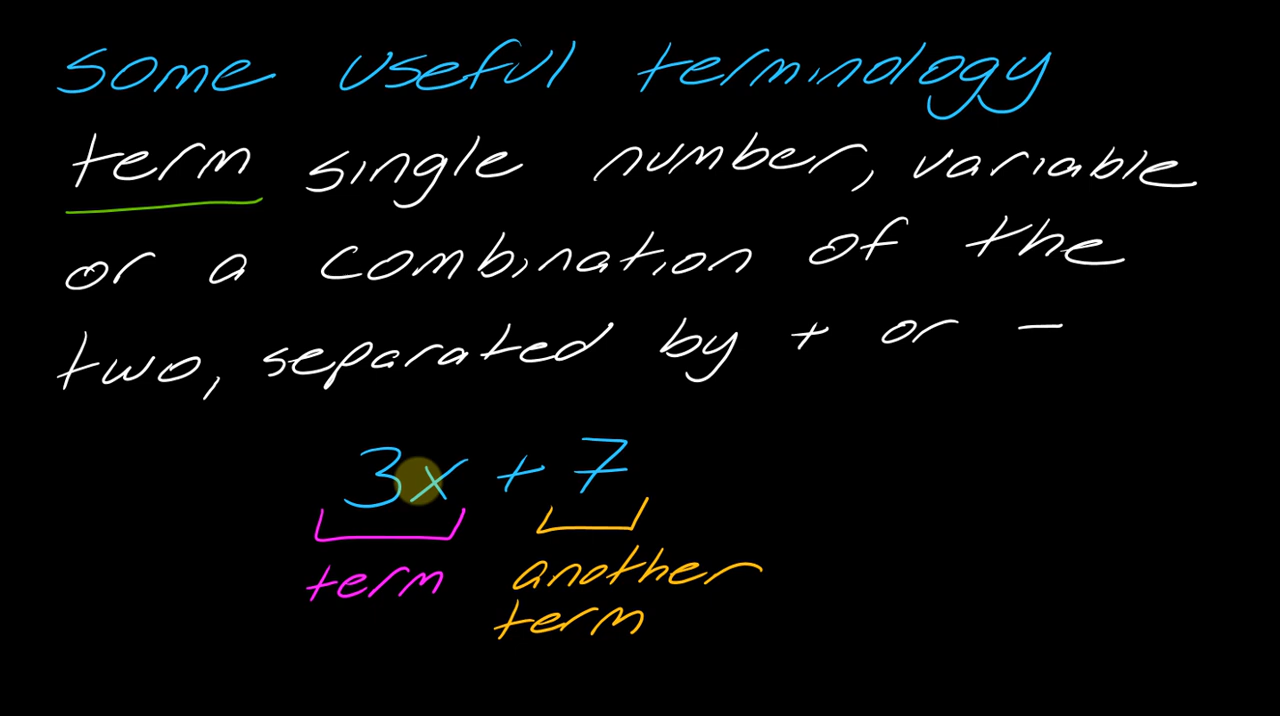 some useful terminology
term single number, variable
or a combination of the
two, separated by + or -
3x + 7
term another
term